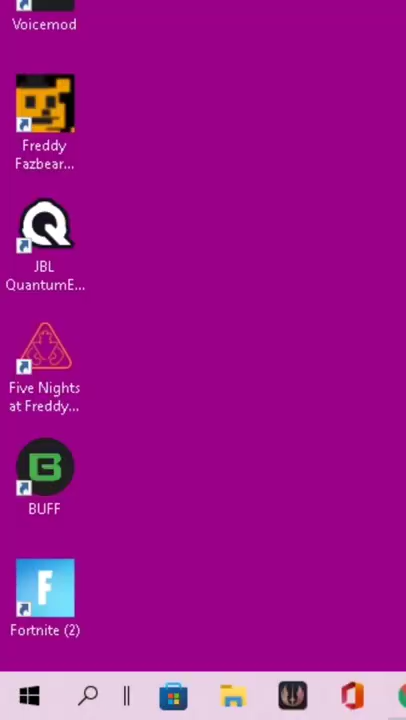 Voicemod
Freddy
Fazbear...
JBL
QuantumE...
Five Nights
at Freddy...
BUFF
Fortnite (2)